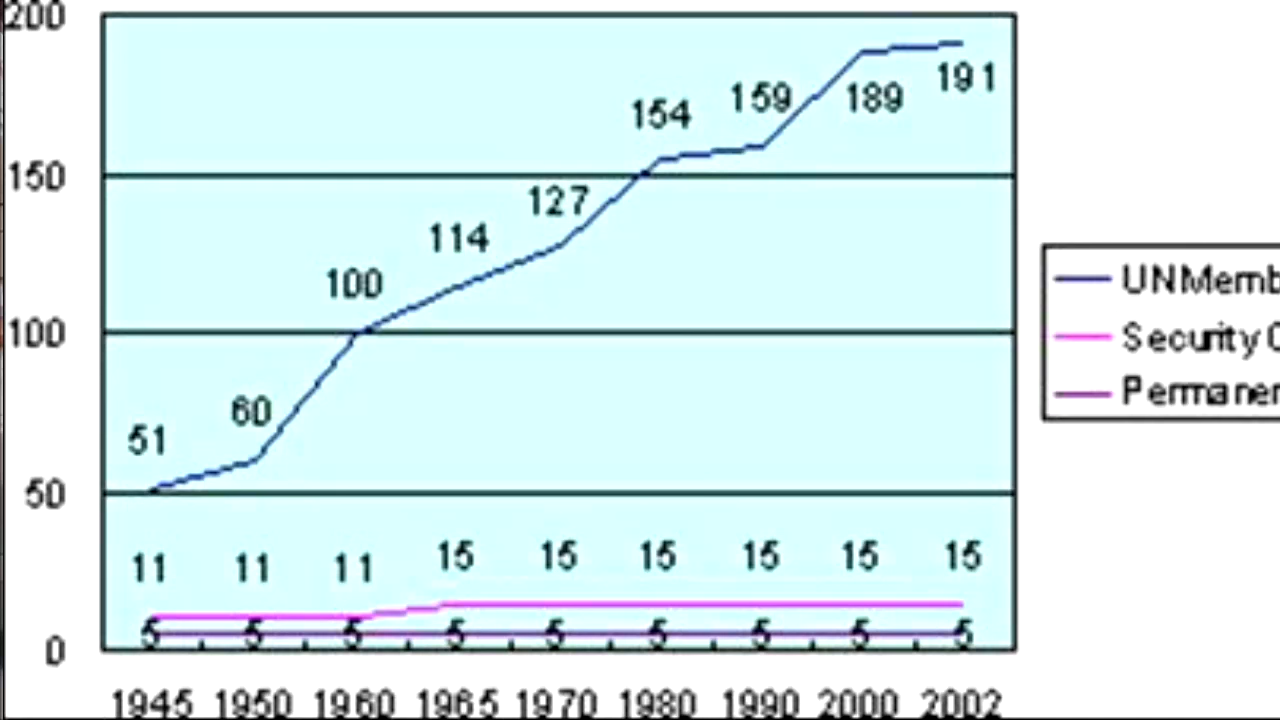 200
191
159
189
154
150
127
114
100
100
UNMemb
Security C
Permanen
60
51
50
11 11 11 15 15 15 15 15 15
5 5 5 5 5 5 5 5 5
0
1945 1950 1960 1965 1970 1980 1990 2000 2002